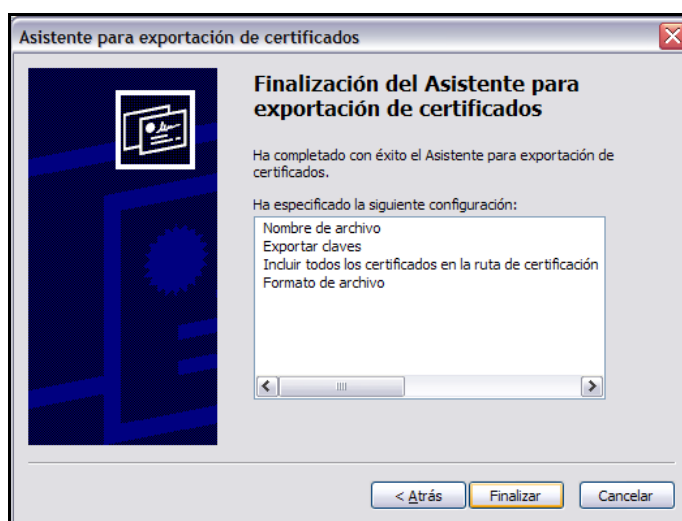 Asistente para exportación de certificados
Finalización del Asistente para
exportación de certificados
Ha completado con éxito el Asistente para exportación de
certificados.
Ha especificado la siguiente configuración:
Nombre de archivo
Exportar claves
Incluir todos los certificados en la ruta de certificación
Formato de archivo
< Atrás
Finalizar
Cancelar